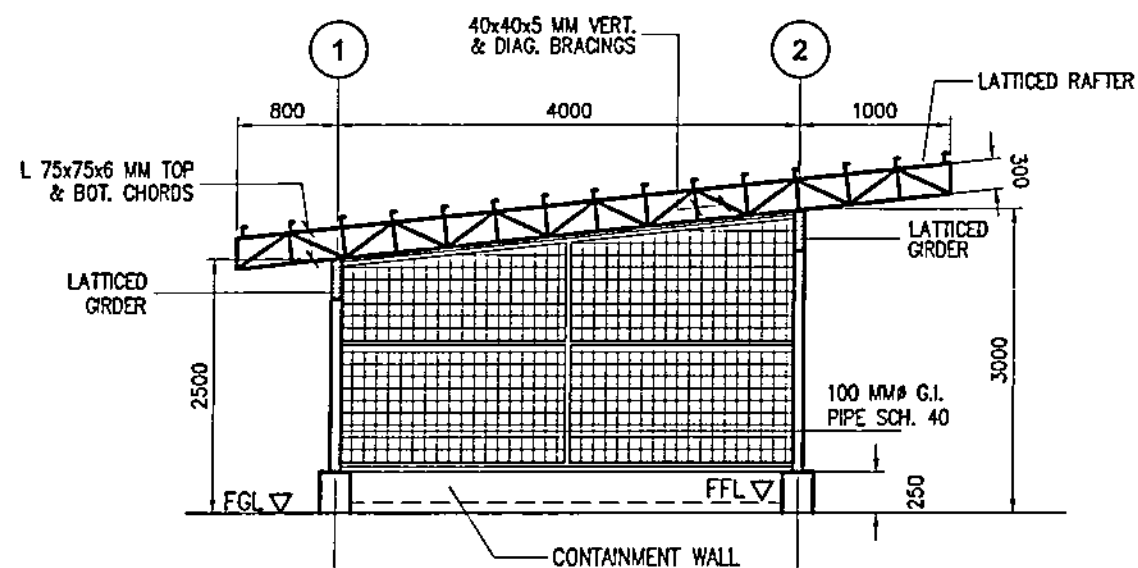 40x40x5 MM VERT.
& DIAG. BRACINGS
1
2
LATTICED RAFTER
800
4000
1000
L 75x75x6 MM TOP
& BOT. CHORDS
300
LATTICED
GIRDER
LATTICED
GIRDER
2500
3000
100 MMø G.I.
PIPE SCH. 40
FGL
FFL
250
CONTAINMENT WALL